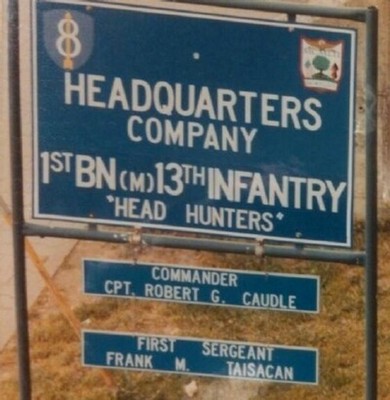 8
HEADQUARTERS
COMPANY
1ST BN (M) 13TH INFANTRY
"HEAD HUNTERS"
COMMANDER
CPT. ROBERT G. CAUDLE
FIRST SERGEANT
FRANK M. TAISACAN